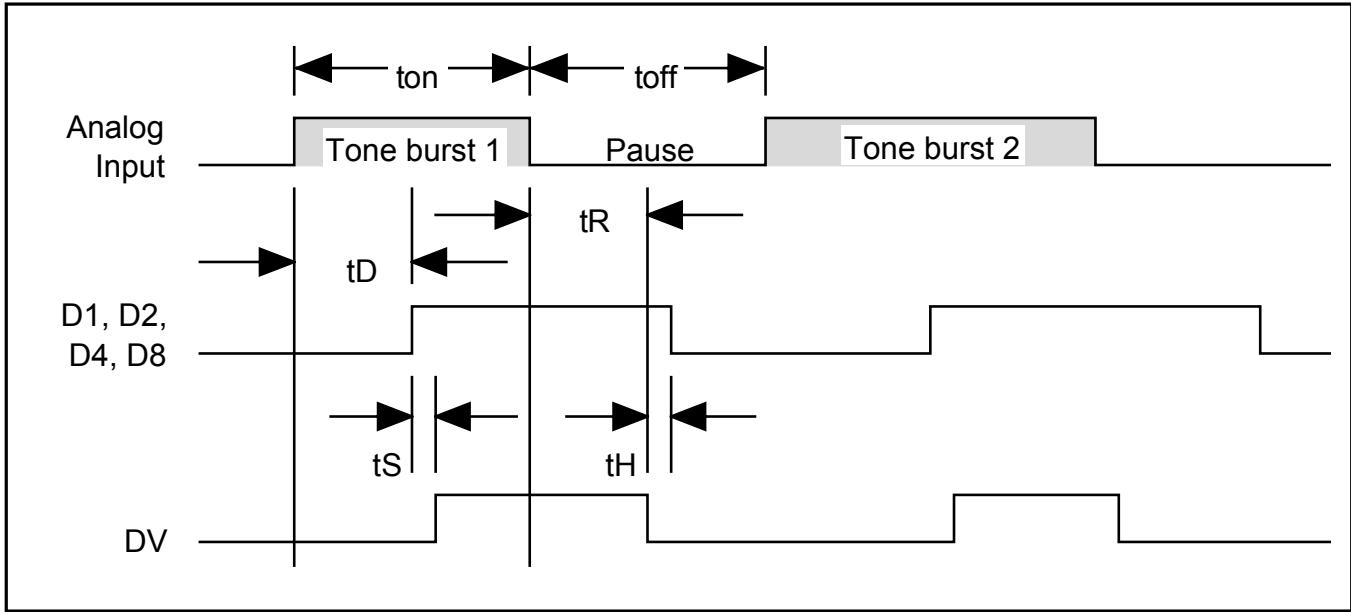 ton
toff
Analog
Input
Tone burst 1
Pause
Tone burst 2
tR
tD
D1, D2,
D4, D8
tS
tH
DV